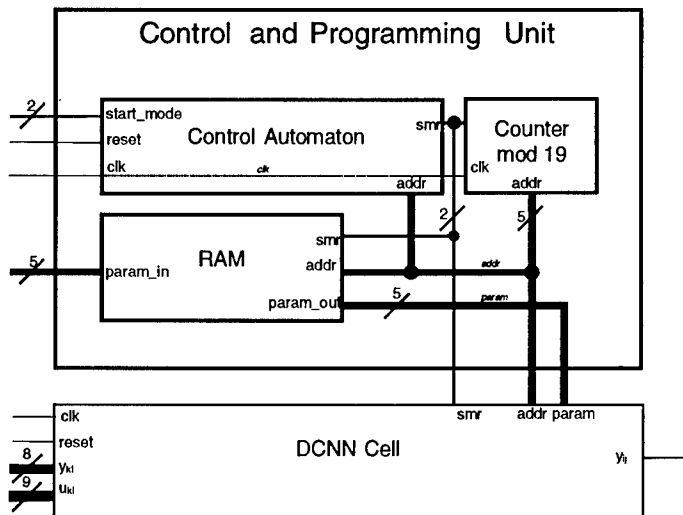 Control and Programming Unit
2
start_mode
smr
Counter
mod 19
reset
Control Automaton
clk
clk
clk
addr
addr
2
5
smr
RAM
5
param_in
addr
addr
param_out
5
param
clk
smr
addr param
reset
DCNN Cell
8
ykl
yij
9
ukl